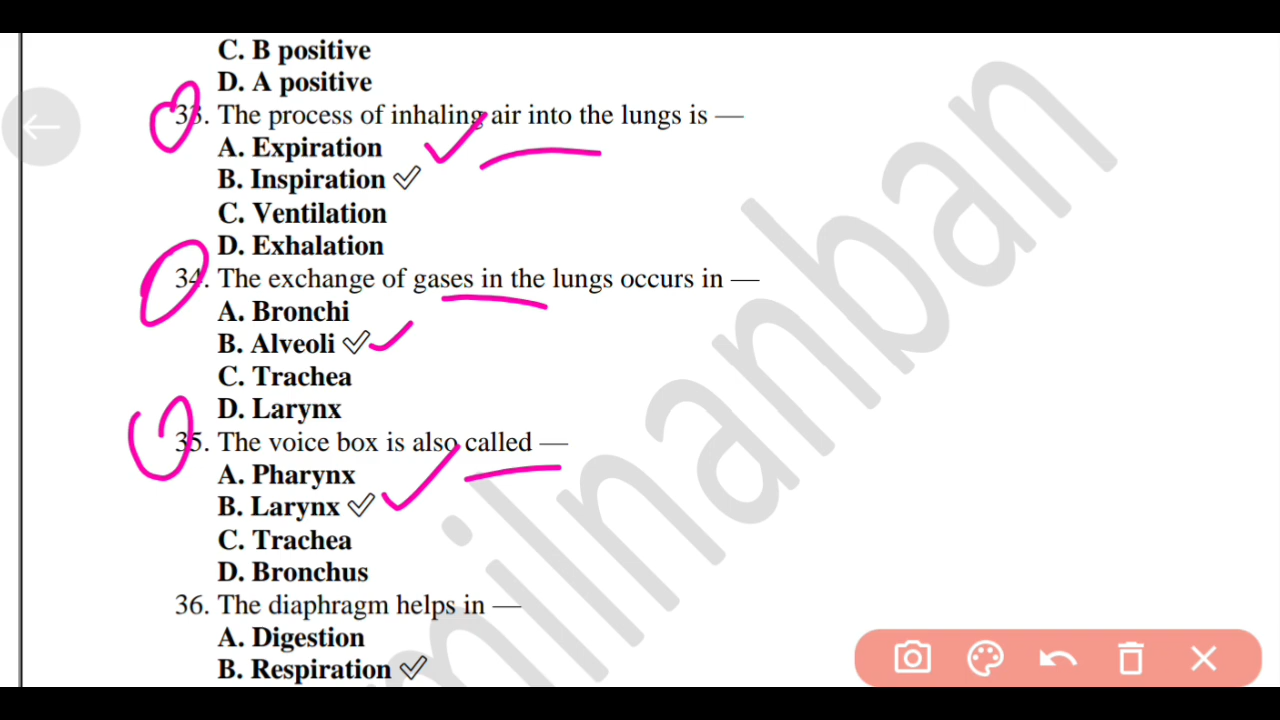 C. B positive
D. A positive
33. The process of inhaling air into the lungs is —
A. Expiration
B. Inspiration
C. Ventilation
D. Exhalation
34. The exchange of gases in the lungs occurs in —
A. Bronchi
B. Alveoli
C. Trachea
D. Larynx
35. The voice box is also called —
A. Pharynx
B. Larynx
C. Trachea
D. Bronchus
36. The diaphragm helps in —
A. Digestion
B. Respiration
milnanban